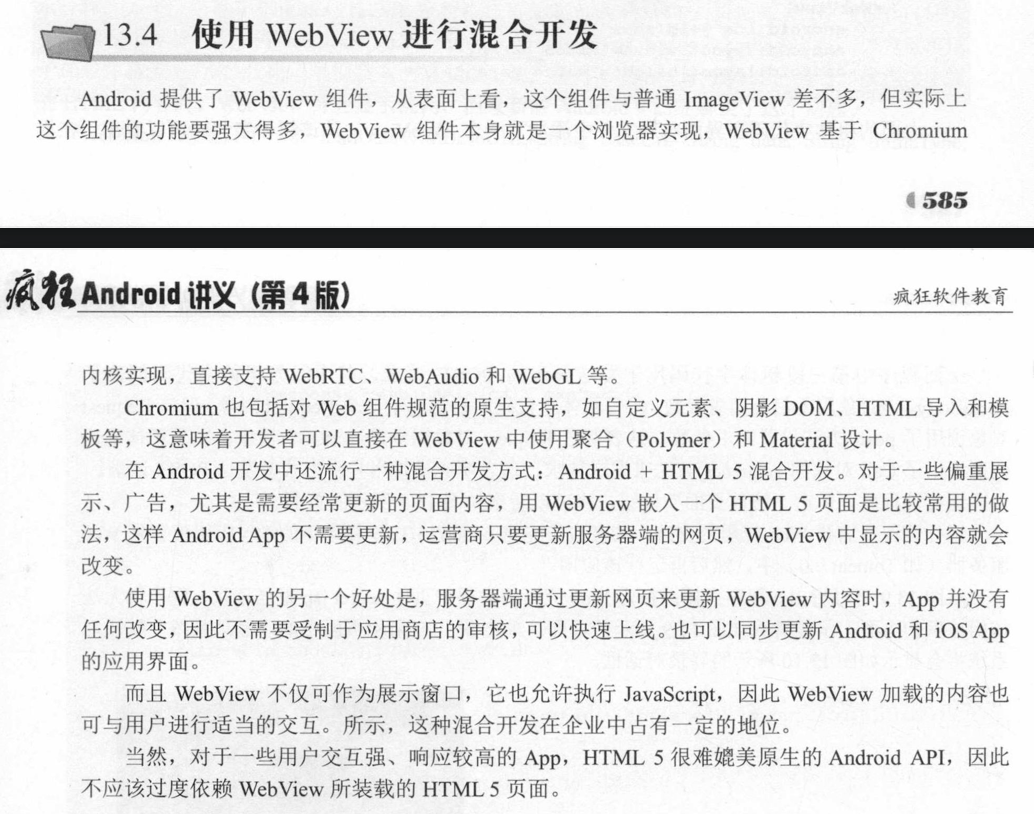 13.4 使用 WebView 进行混合开发
Android 提供了 WebView 组件，从表面上看，这个组件与普通 ImageView 差不多，但实际上
这个组件的功能要强大得多，WebView 组件本身就是一个浏览器实现，WebView 基于 Chromium
585
疯狂Android 讲义（第 4 版）
疯狂软件教育
内核实现，直接支持 WebRTC、WebAudio 和 WebGL 等。
Chromium 也包括对 Web 组件规范的原生支持，如自定义元素、阴影 DOM、HTML 导入和模
板等，这意味着开发者可以直接在 WebView 中使用聚合（Polymer）和 Material 设计。
在 Android 开发中还流行一种混合开发方式：Android + HTML 5 混合开发。对于一些偏重展
示、广告，尤其是需要经常更新的页面内容，用 WebView 嵌入一个 HTML 5 页面是比较常用的做
法，这样 Android App 不需要更新，运营商只要更新服务器端的网页，WebView 中显示的内容就会
改变。
使用 WebView 的另一个好处是，服务器端通过更新网页来更新 WebView 内容时，App 并没有
任何改变，因此不需要受制于应用商店的审核，可以快速上线。也可以同步更新 Android 和 iOS App
的应用界面。
而且 WebView 不仅可作为展示窗口，它也允许执行 JavaScript，因此 WebView 加载的内容也
可与用户进行适当的交互。所示，这种混合开发在企业中占有一定的地位。
当然，对于一些用户交互强、响应较高的 App，HTML 5 很难媲美原生的 Android API，因此
不应该过度依赖 WebView 所装载的 HTML 5 页面。